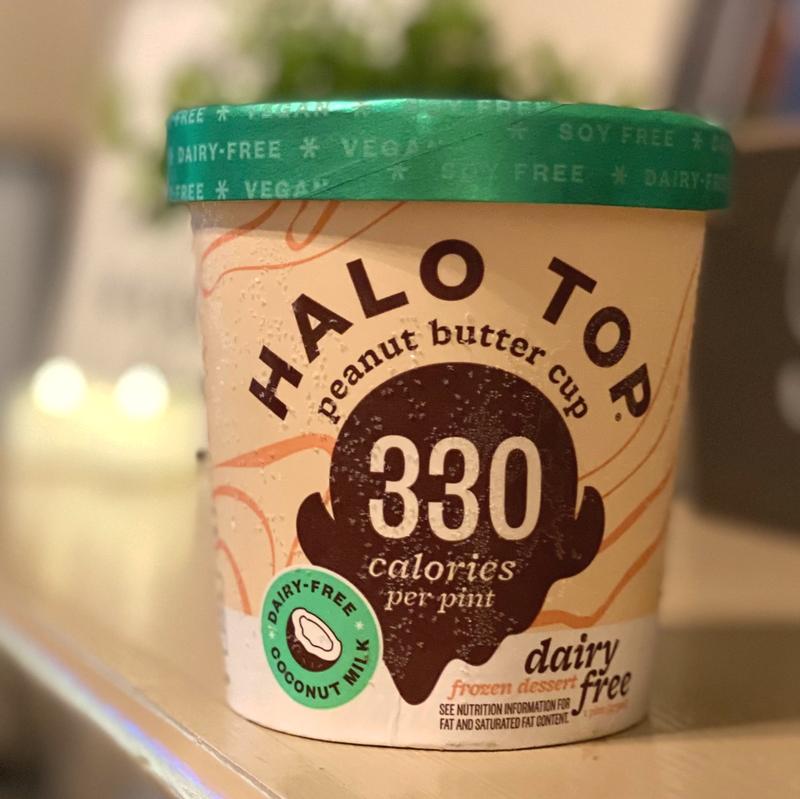 FREE * VEGAN SOY FREE
* DAIRY-FREE * VEGAN * SOY FREE *
FREE * VEGAN * SOY FREE * DAIRY-FREE
HALO TOP®
peanut butter cup
330
calories
per pint
DAIRY-FREE
COCONUT MILK
dairy
free
frozen dessert
SEE NUTRITION INFORMATION FOR
FAT AND SATURATED FAT CONTENT.